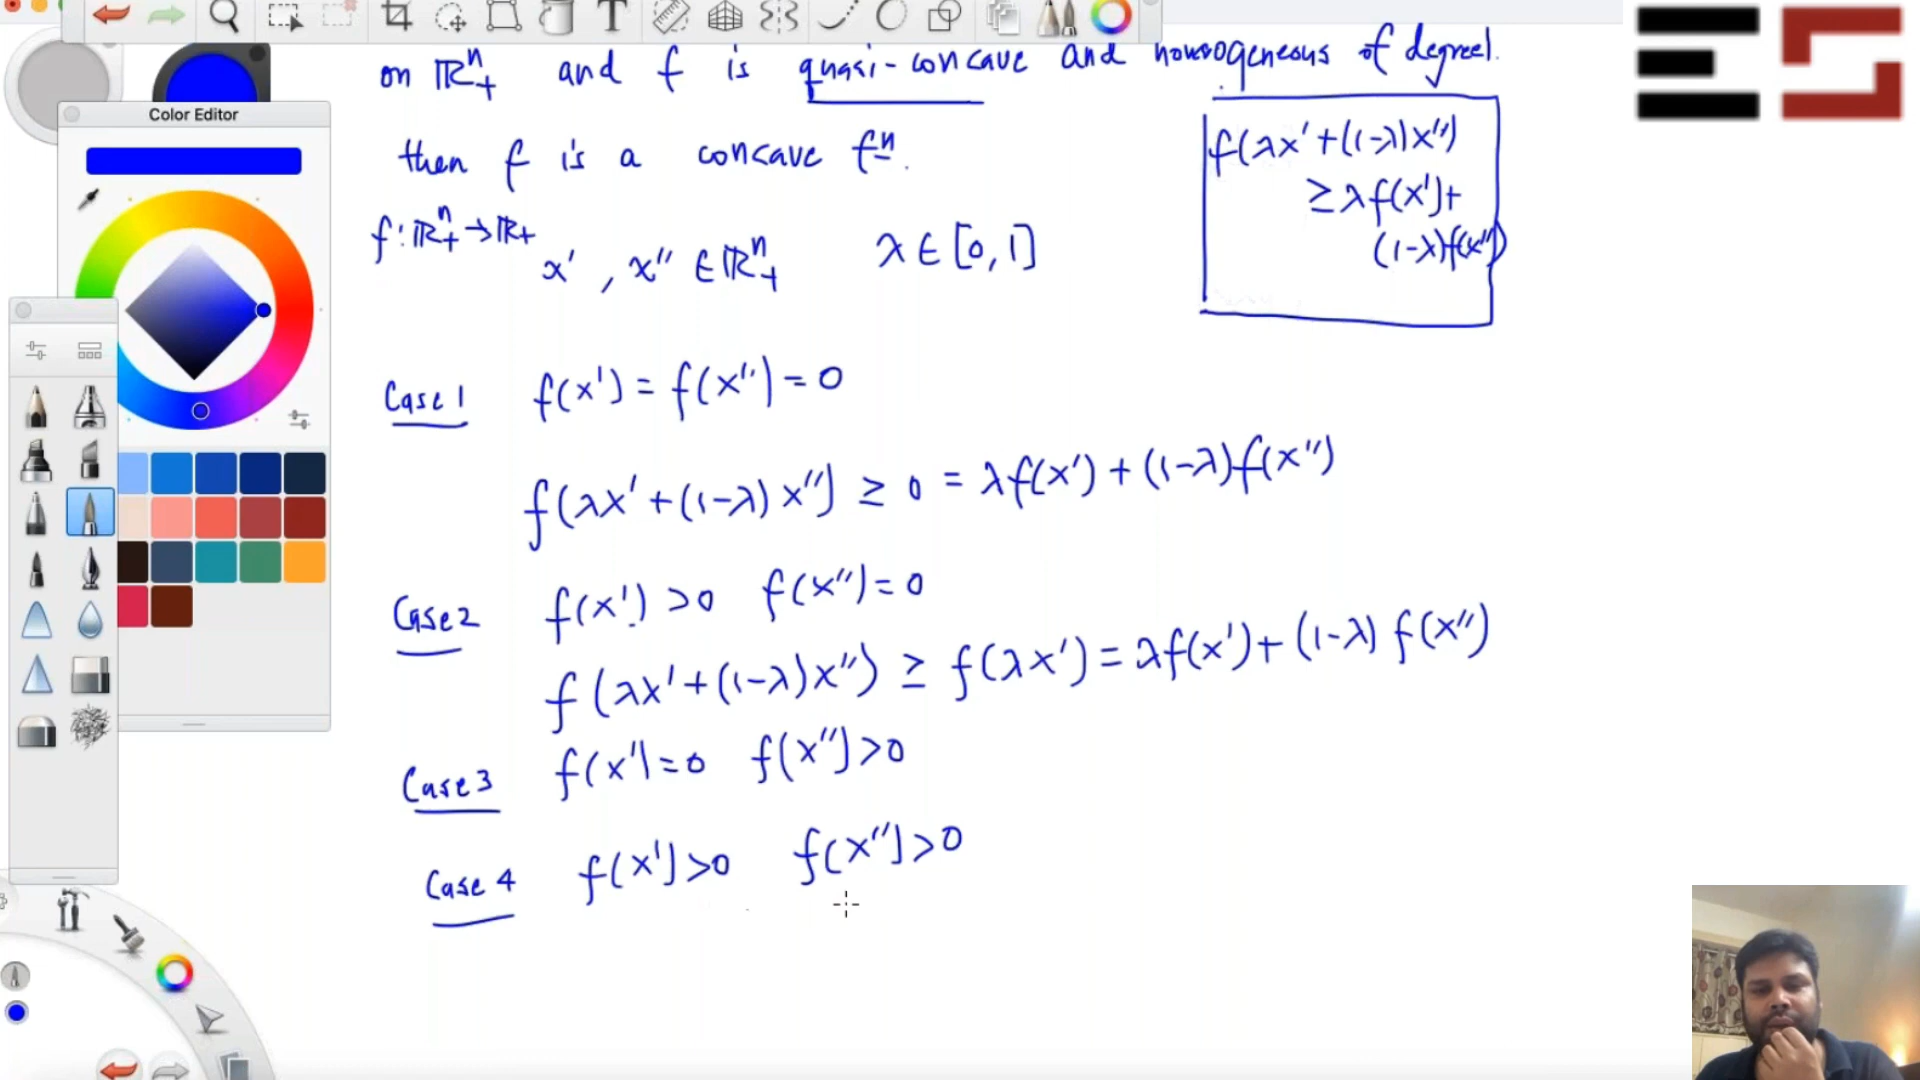 on ℝⁿ₊ and f is quasi-concave and homogeneous of degree 1.
then f is a concave fⁿ.
f: ℝⁿ₊ → ℝ₊
x', x'' ∈ ℝⁿ₊ λ ∈ [0,1]
f(λx'+(1-λ)x'')
≥ λf(x')+
(1-λ)f(x'')
Case 1 f(x') = f(x'') = 0
f(λx'+(1-λ)x'') ≥ 0 = λf(x') + (1-λ)f(x'')
Case 2 f(x') >0 f(x'')=0
f(λx'+(1-λ)x'') ≥ f(λx') = λf(x')+(1-λ) f(x'')
Case 3 f(x')=0 f(x'')>0
Case 4 f(x')>0 f(x'')>0
Color Editor
ES